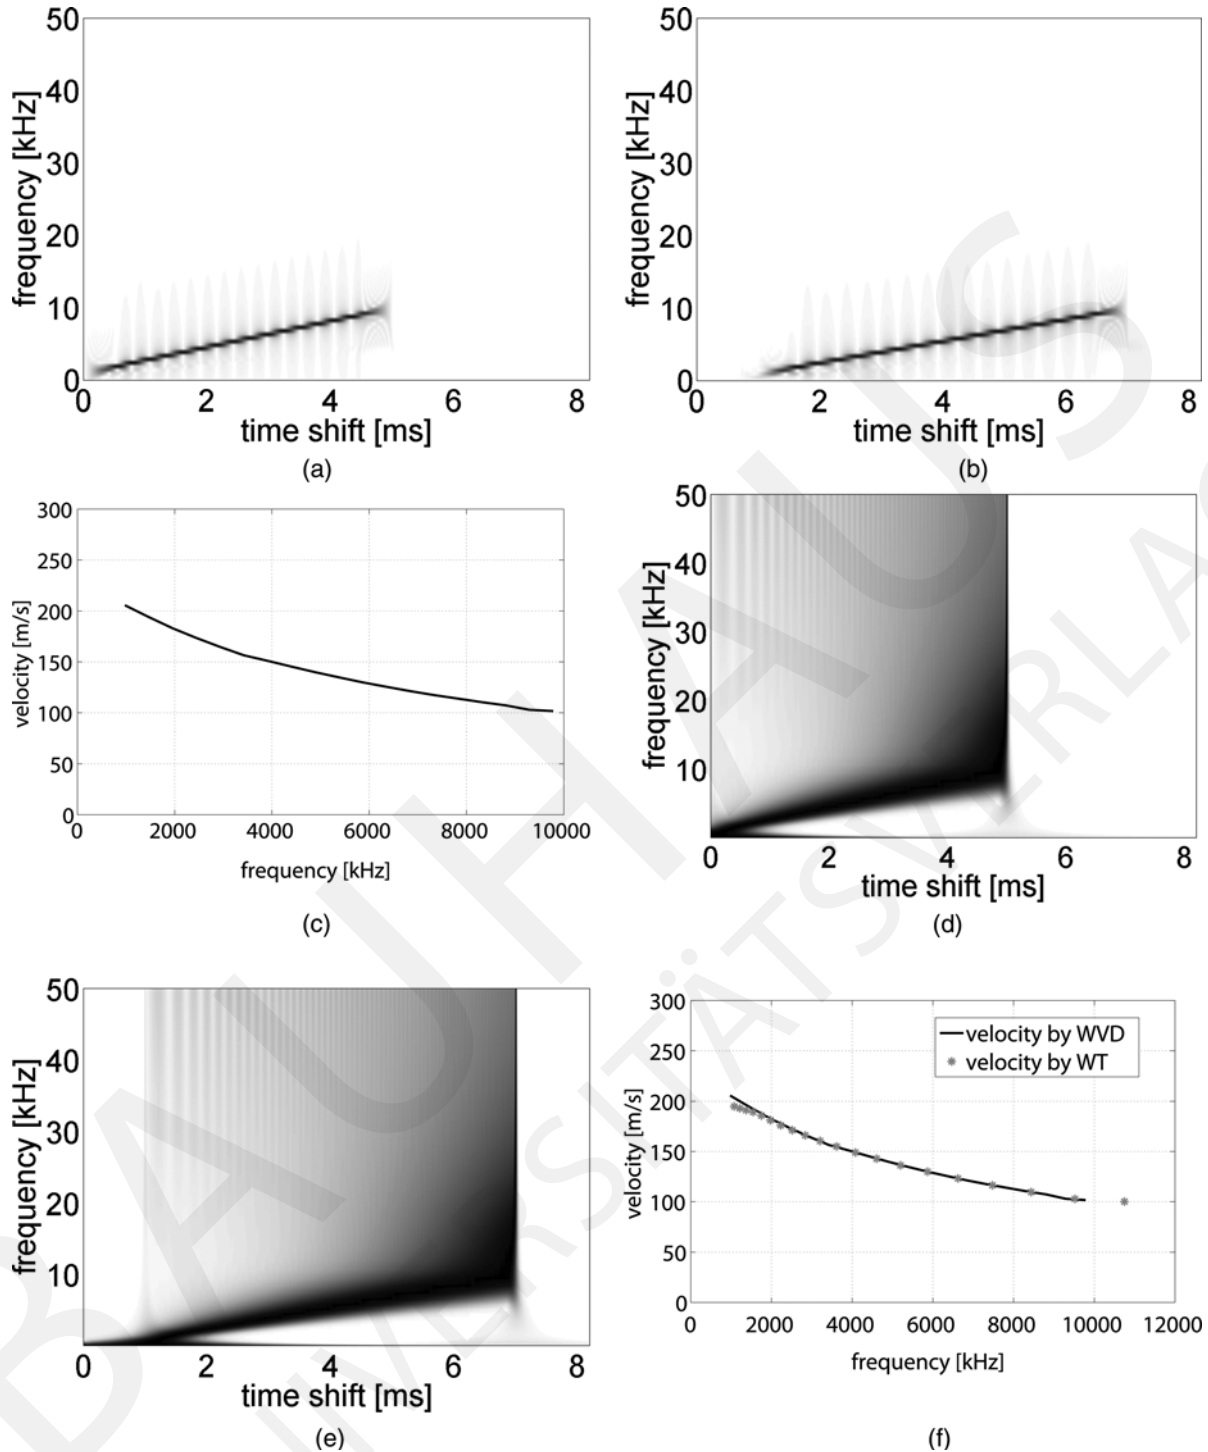 50
40
30
20
10
0
frequency [kHz]
0 2 4 6 8
time shift [ms]
(a)
50
40
30
20
10
0
frequency [kHz]
2 4 6 8
time shift [ms]
(b)
300
250
200
150
100
50
0
velocity [m/s]
0 2000 4000 6000 8000 10000
frequency [kHz]
(c)
50
40
30
20
10
frequency [kHz]
0 2 4 6 8
time shift [ms]
(d)
50
40
30
20
10
frequency [kHz]
0 2 4 6 8
time shift [ms]
(e)
300
250
200
150
100
50
0
velocity [m/s]
velocity by WVD
velocity by WT
0 2000 4000 6000 8000 10000 12000
frequency [kHz]
(f)
BAUHAUS
IVERSITÄTSVERLAG